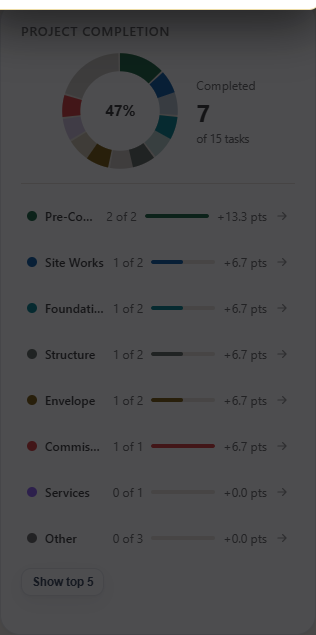 PROJECT COMPLETION
47%
Completed
7
of 15 tasks
Pre-Co... 2 of 2 +13.3 pts →
Site Works 1 of 2 +6.7 pts →
Foundati... 1 of 2 +6.7 pts →
Structure 1 of 2 +6.7 pts →
Envelope 1 of 2 +6.7 pts →
Commis... 1 of 1 +6.7 pts →
Services 0 of 1 +0.0 pts →
Other 0 of 3 +0.0 pts →
Show top 5